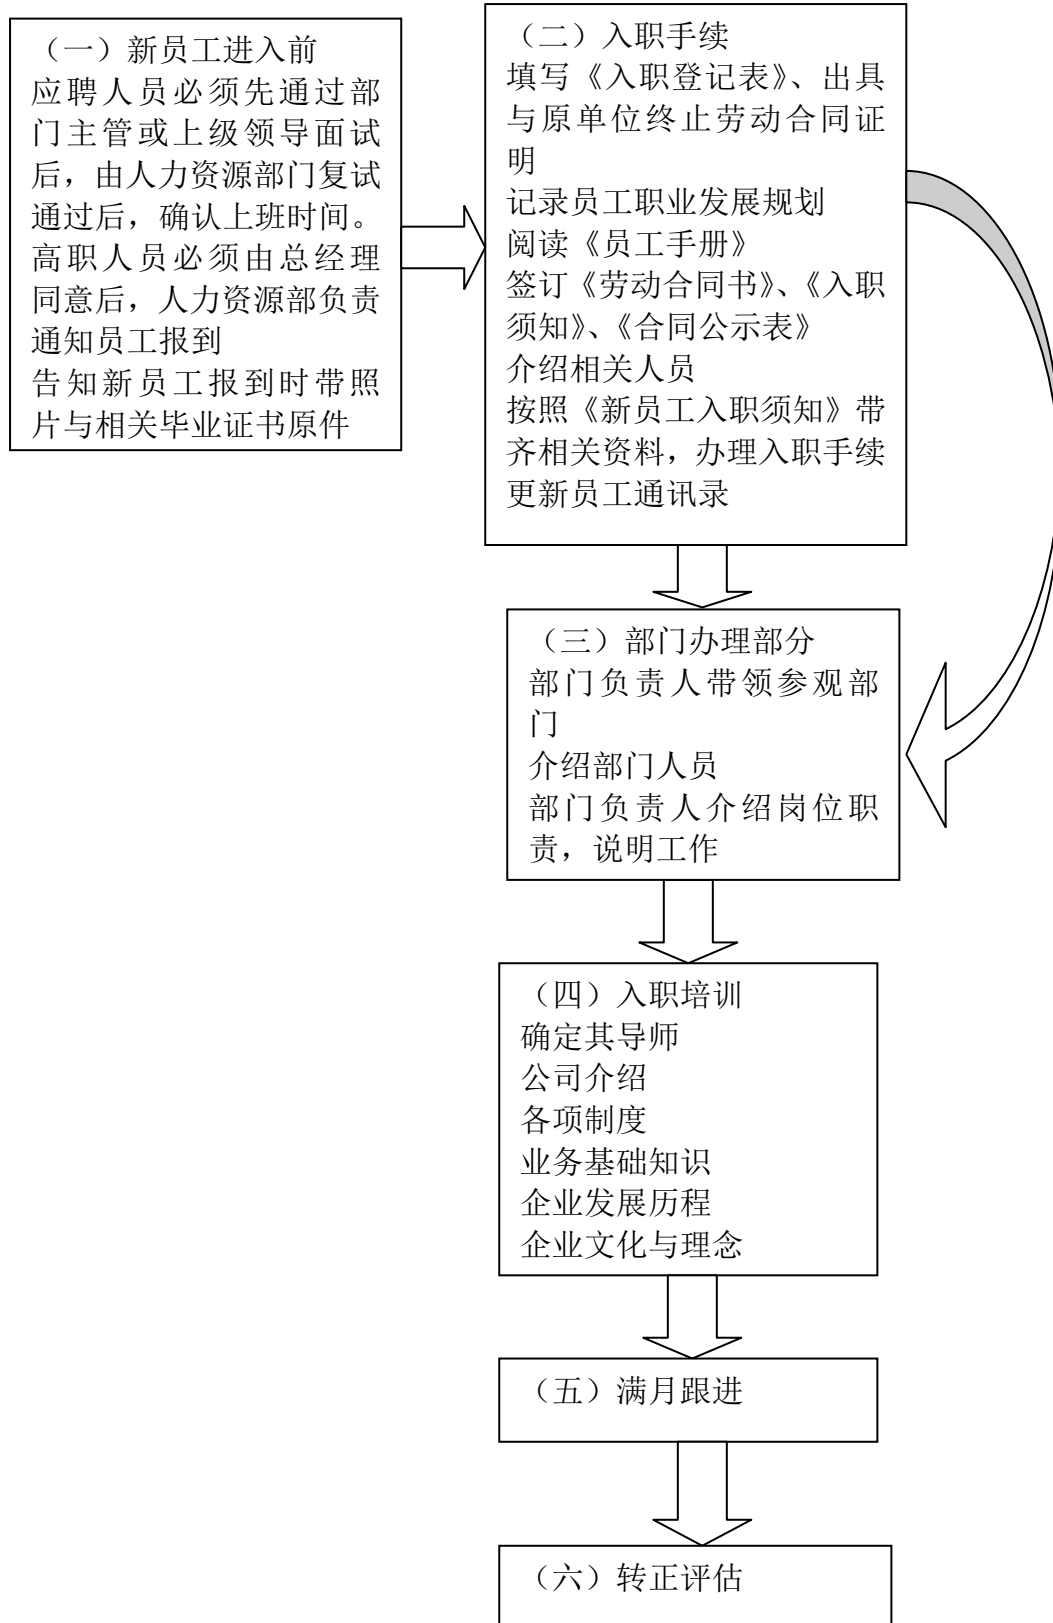 （一）新员工进入前
应聘人员必须先通过部
门主管或上级领导面试
后，由人力资源部门复试
通过后，确认上班时间。
高职人员必须由总经理
同意后，人力资源部负责
通知员工报到
告知新员工报到时带照
片与相关毕业证书原件
（二）入职手续
填写《入职登记表》、出具
与原单位终止劳动合同证
明
记录员工职业发展规划
阅读《员工手册》
签订《劳动合同书》、《入职
须知》、《合同公示表》
介绍相关人员
按照《新员工入职须知》带
齐相关资料，办理入职手续
更新员工通讯录
（三）部门办理部分
部门负责人带领参观部
门
介绍部门人员
部门负责人介绍岗位职
责，说明工作
（四）入职培训
确定其导师
公司介绍
各项制度
业务基础知识
企业发展历程
企业文化与理念
（五）满月跟进
（六）转正评估